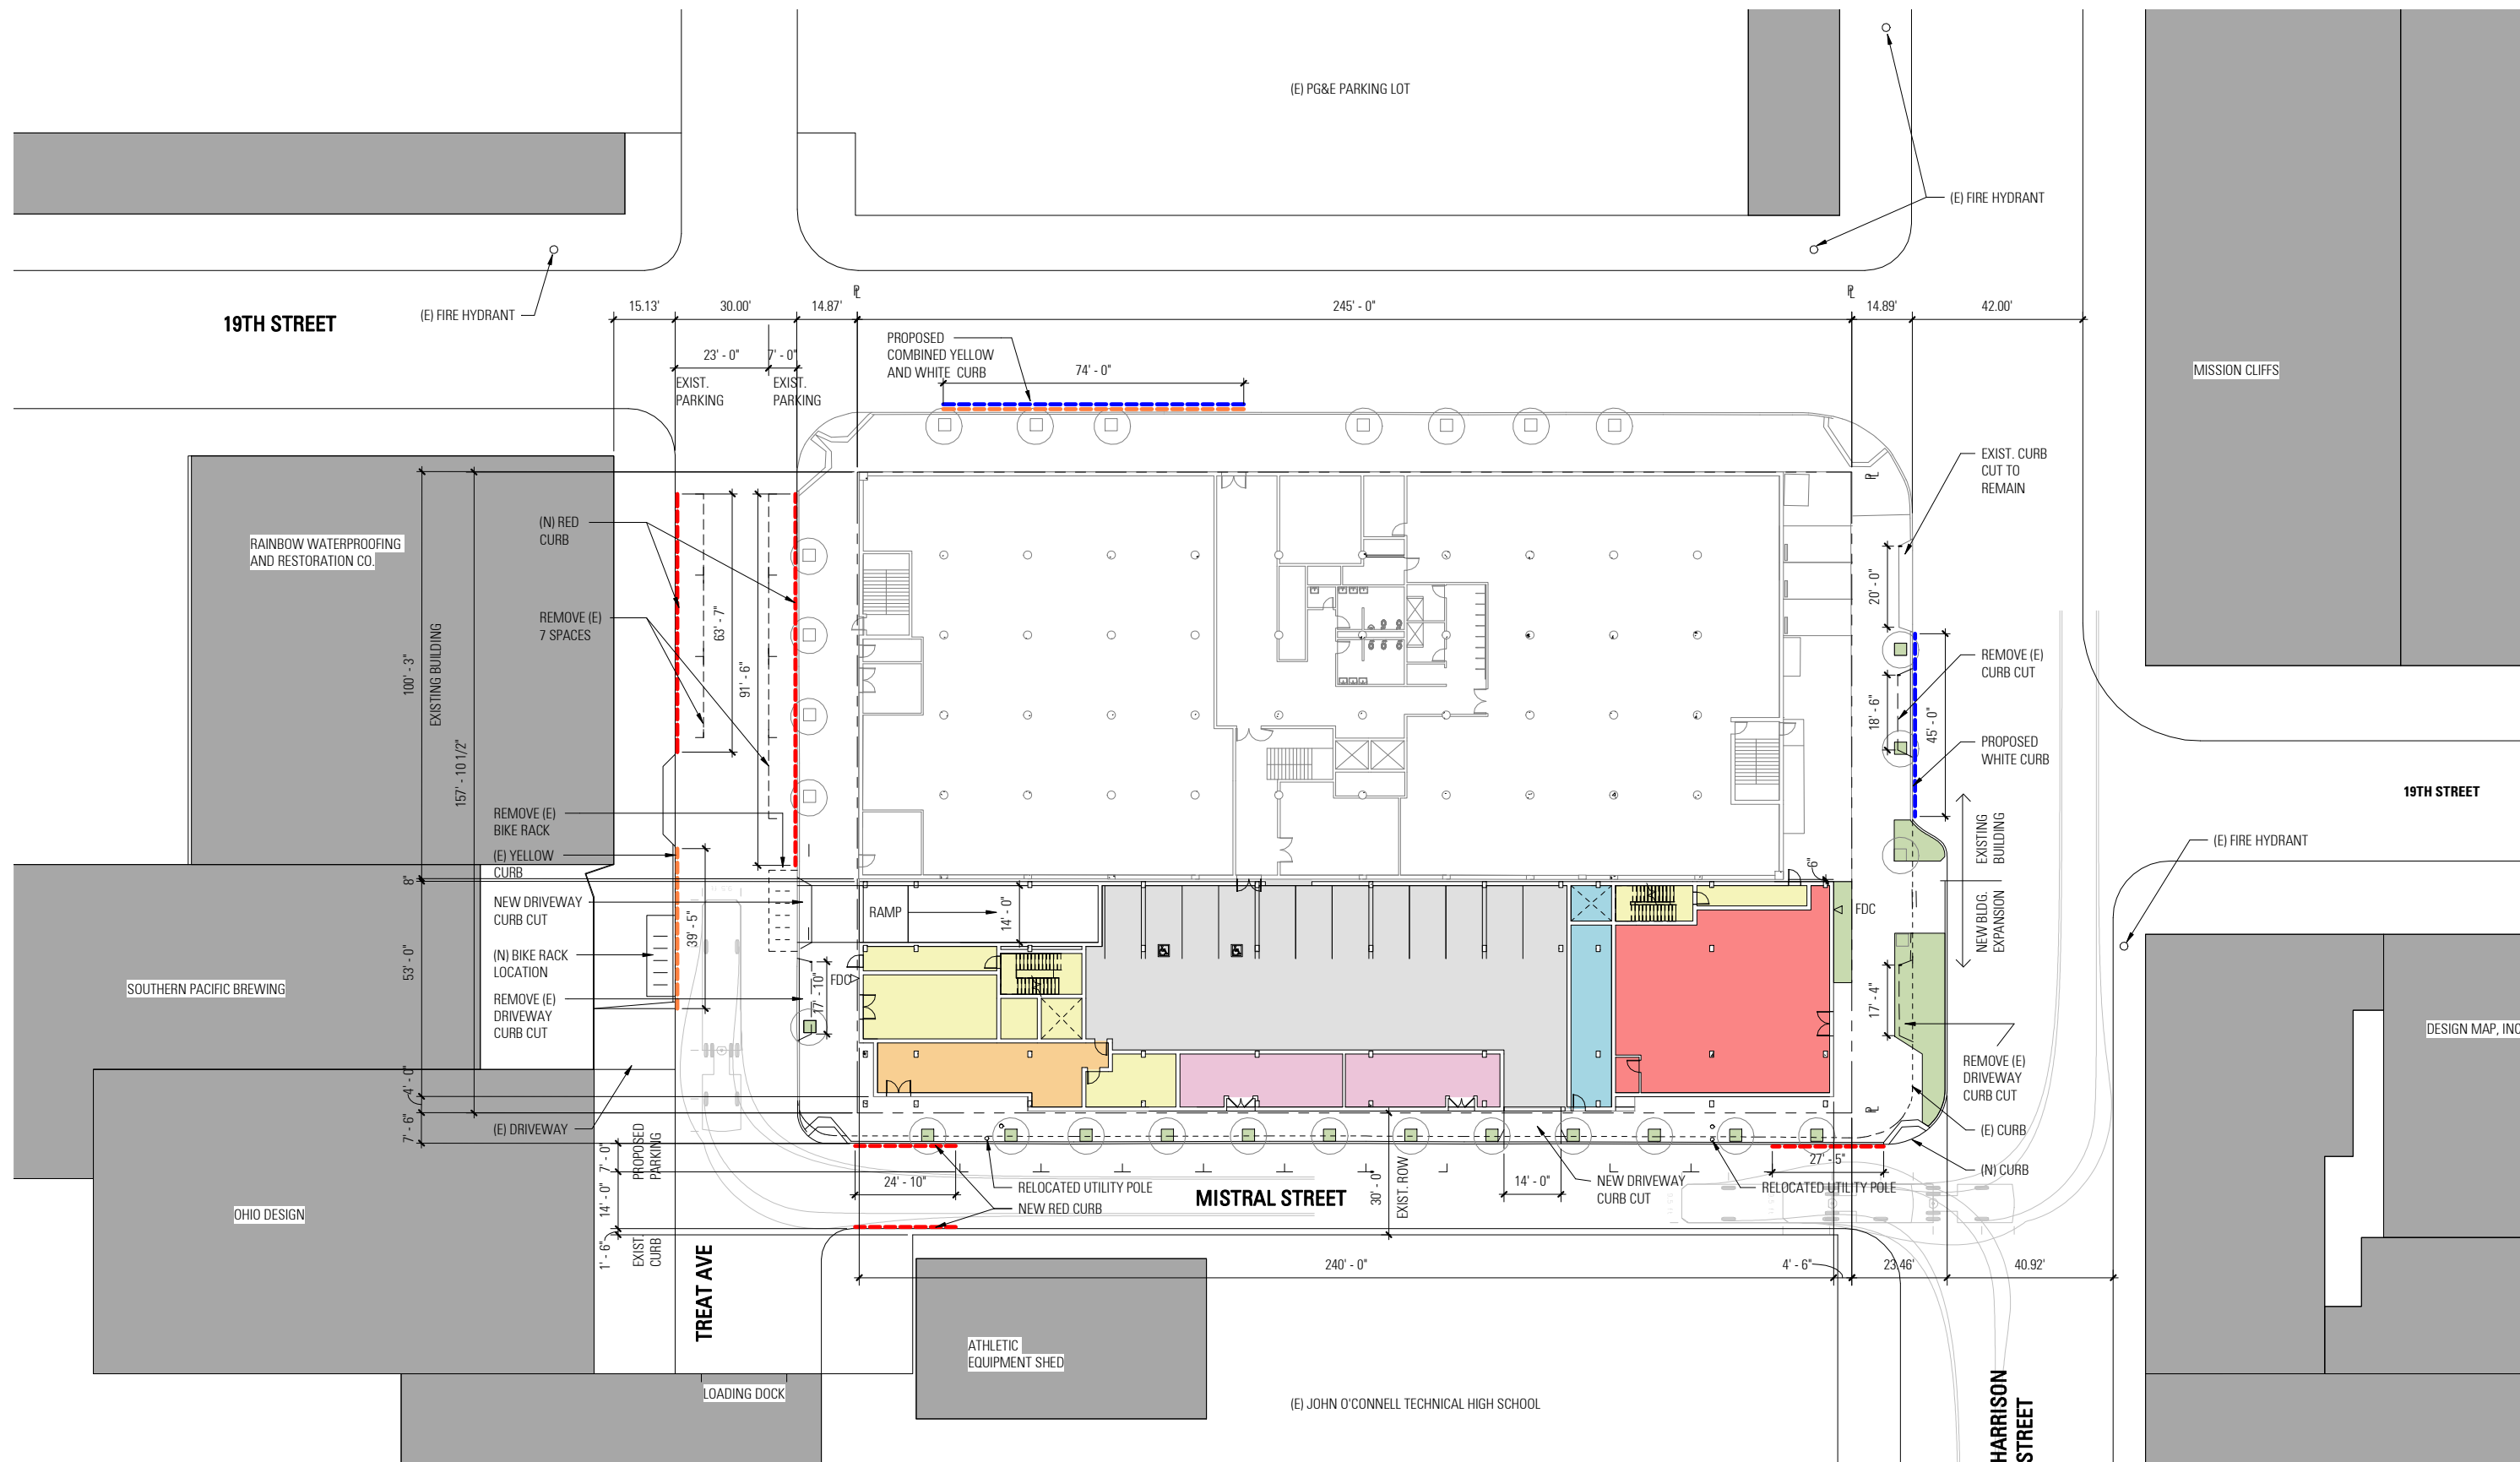 (E) PG&E PARKING LOT
(E) FIRE HYDRANT
MISSION CLIFFS
19TH STREET
(E) FIRE HYDRANT
15.13'
30.00'
14.87'
PL
245' - 0"
PL
14.89'
42.00'
23' - 0"
7' - 0"
EXIST.
PARKING
EXIST.
PARKING
PROPOSED
COMBINED YELLOW
AND WHITE CURB
74' - 0"
EXIST. CURB
CUT TO
REMAIN
PL
RAINBOW WATERPROOFING
AND RESTORATION CO.
(N) RED
CURB
REMOVE (E)
7 SPACES
63' - 7"
91' - 6"
100' - 3"
EXISTING BUILDING
157' - 10 1/2"
20' - 0"
REMOVE (E)
CURB CUT
18' - 6"
45' - 0"
PROPOSED
WHITE CURB
19TH STREET
REMOVE (E)
BIKE RACK
(E) YELLOW
CURB
8"
EXISTING
BUILDING
(E) FIRE HYDRANT
6"
NEW DRIVEWAY
CURB CUT
39' - 5"
RAMP
14' - 0"
FDC
NEW BLDG.
EXPANSION
53' - 0"
(N) BIKE RACK
LOCATION
SOUTHERN PACIFIC BREWING
FDC
17' - 10"
REMOVE (E)
DRIVEWAY
CURB CUT
17' - 4"
DESIGN MAP, INC
REMOVE (E)
DRIVEWAY
CURB CUT
4' - 0"
7' - 6"
(E) DRIVEWAY
PL
(E) CURB
7' - 0"
PROPOSED
PARKING
(N) CURB
24' - 10"
RELOCATED UTILITY POLE
NEW RED CURB
MISTRAL STREET
30' - 0"
EXIST. ROW
14' - 0"
NEW DRIVEWAY
CURB CUT
27' - 5"
RELOCATED UTILITY POLE
OHIO DESIGN
14' - 0"
1' - 6"
EXIST.
CURB
TREAT AVE
240' - 0"
4' - 6"
23.46'
40.92'
ATHLETIC
EQUIPMENT SHED
LOADING DOCK
(E) JOHN O'CONNELL TECHNICAL HIGH SCHOOL
HARRISON
STREET